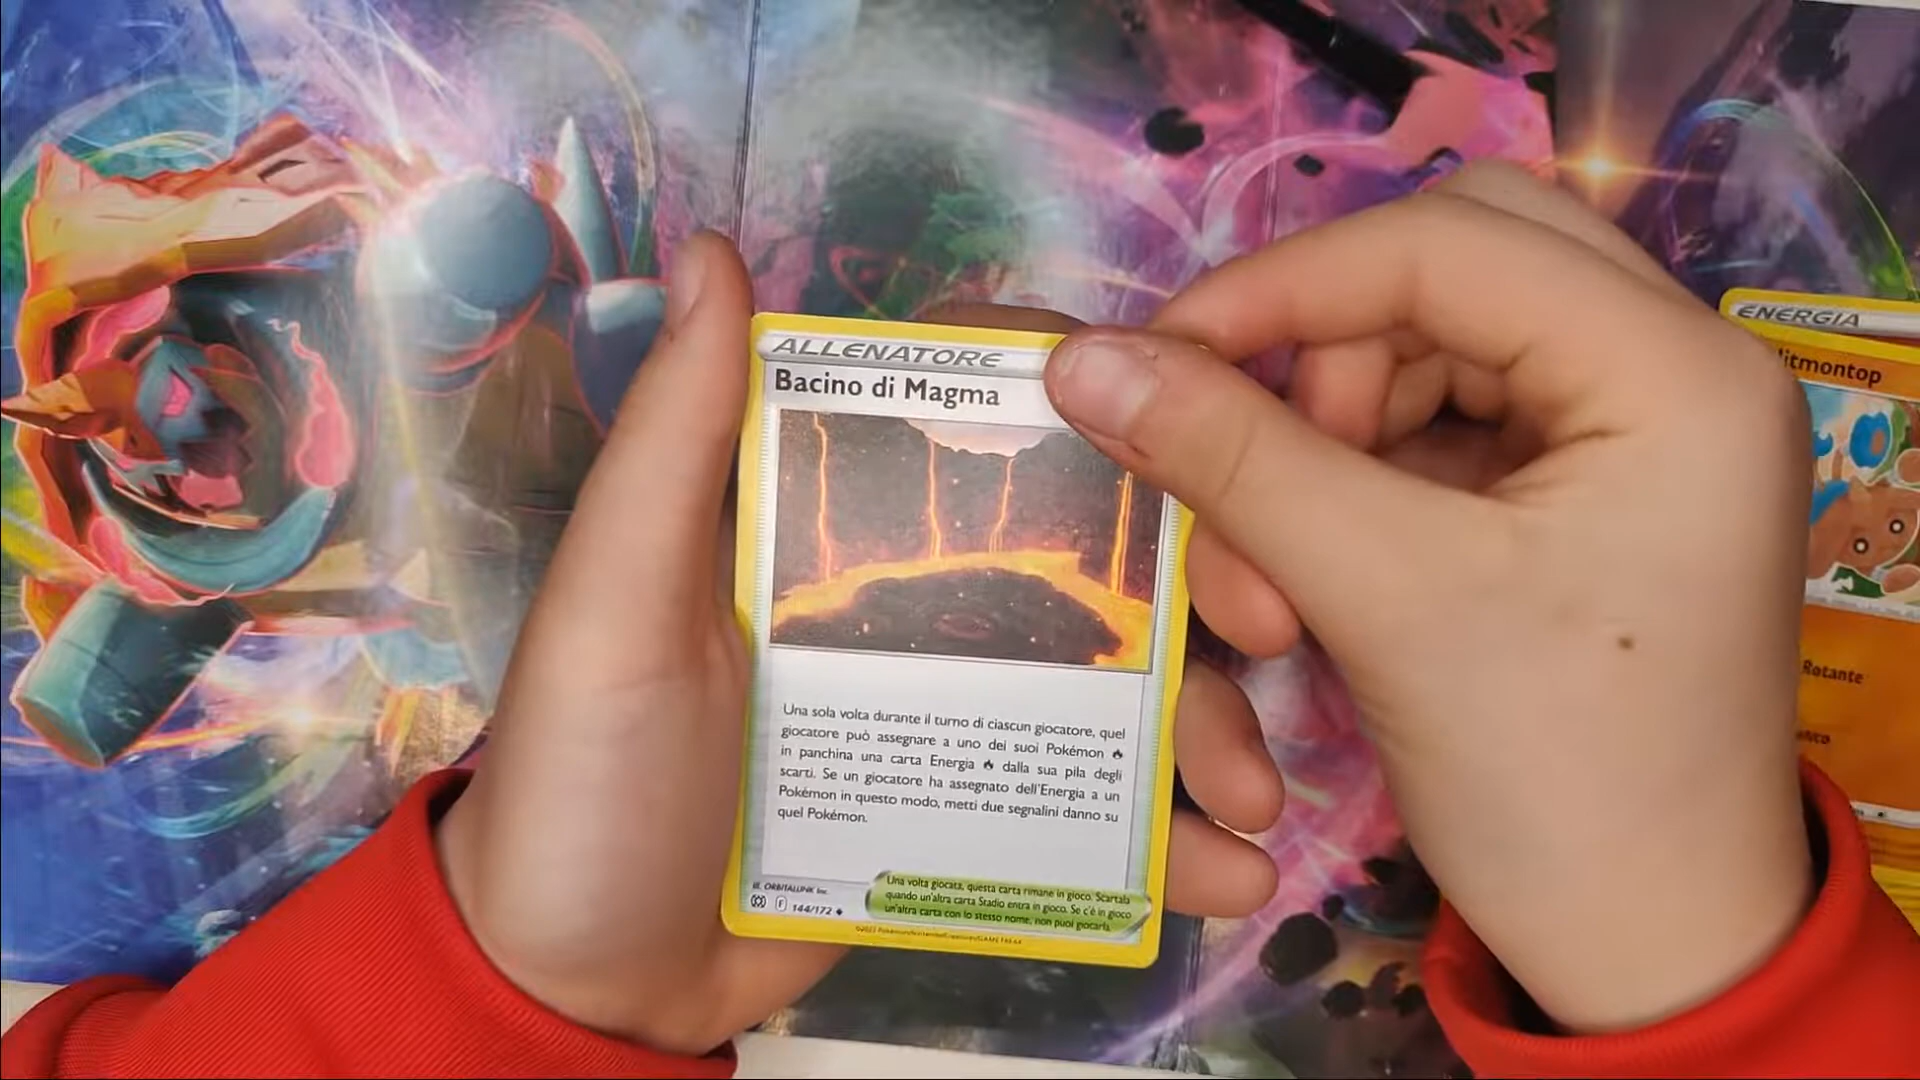 ALLENATORE
Bacino di Magma
Una sola volta durante il turno di ciascun giocatore, quel
giocatore può assegnare a uno dei suoi Pokémon
in panchina una carta Energia dalla sua pila degli
scarti. Se un giocatore ha assegnato dell'Energia a un
Pokémon in questo modo, metti due segnalini danno su
quel Pokémon.
Una volta giocata, questa carta rimane in gioco. Scartala
quando un'altra carta Stadio entra in gioco. Se c'è in gioco
un'altra carta con lo stesso nome, non puoi giocarla.
Ill. ORBITALLINK Inc.
F 144/172
ENERGIA
itmontop
Rotante